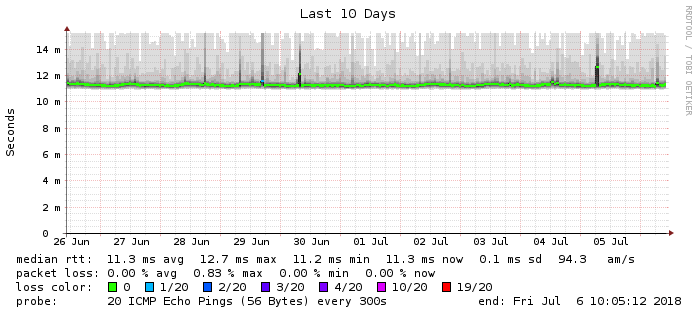 Last 10 Days
RRDTOOL / TOBI OETIKER
Seconds
14 m
12 m
10 m
8 m
6 m
4 m
2 m
0
26 Jun 27 Jun 28 Jun 29 Jun 30 Jun 01 Jul 02 Jul 03 Jul 04 Jul 05 Jul
median rtt: 11.3 ms avg 12.7 ms max 11.2 ms min 11.3 ms now 0.1 ms sd 94.3 am/s
packet loss: 0.00 % avg 0.83 % max 0.00 % min 0.00 % now
loss color: 0 1/20 2/20 3/20 4/20 10/20 19/20
probe: 20 ICMP Echo Pings (56 Bytes) every 300s end: Fri Jul 6 10:05:12 2018